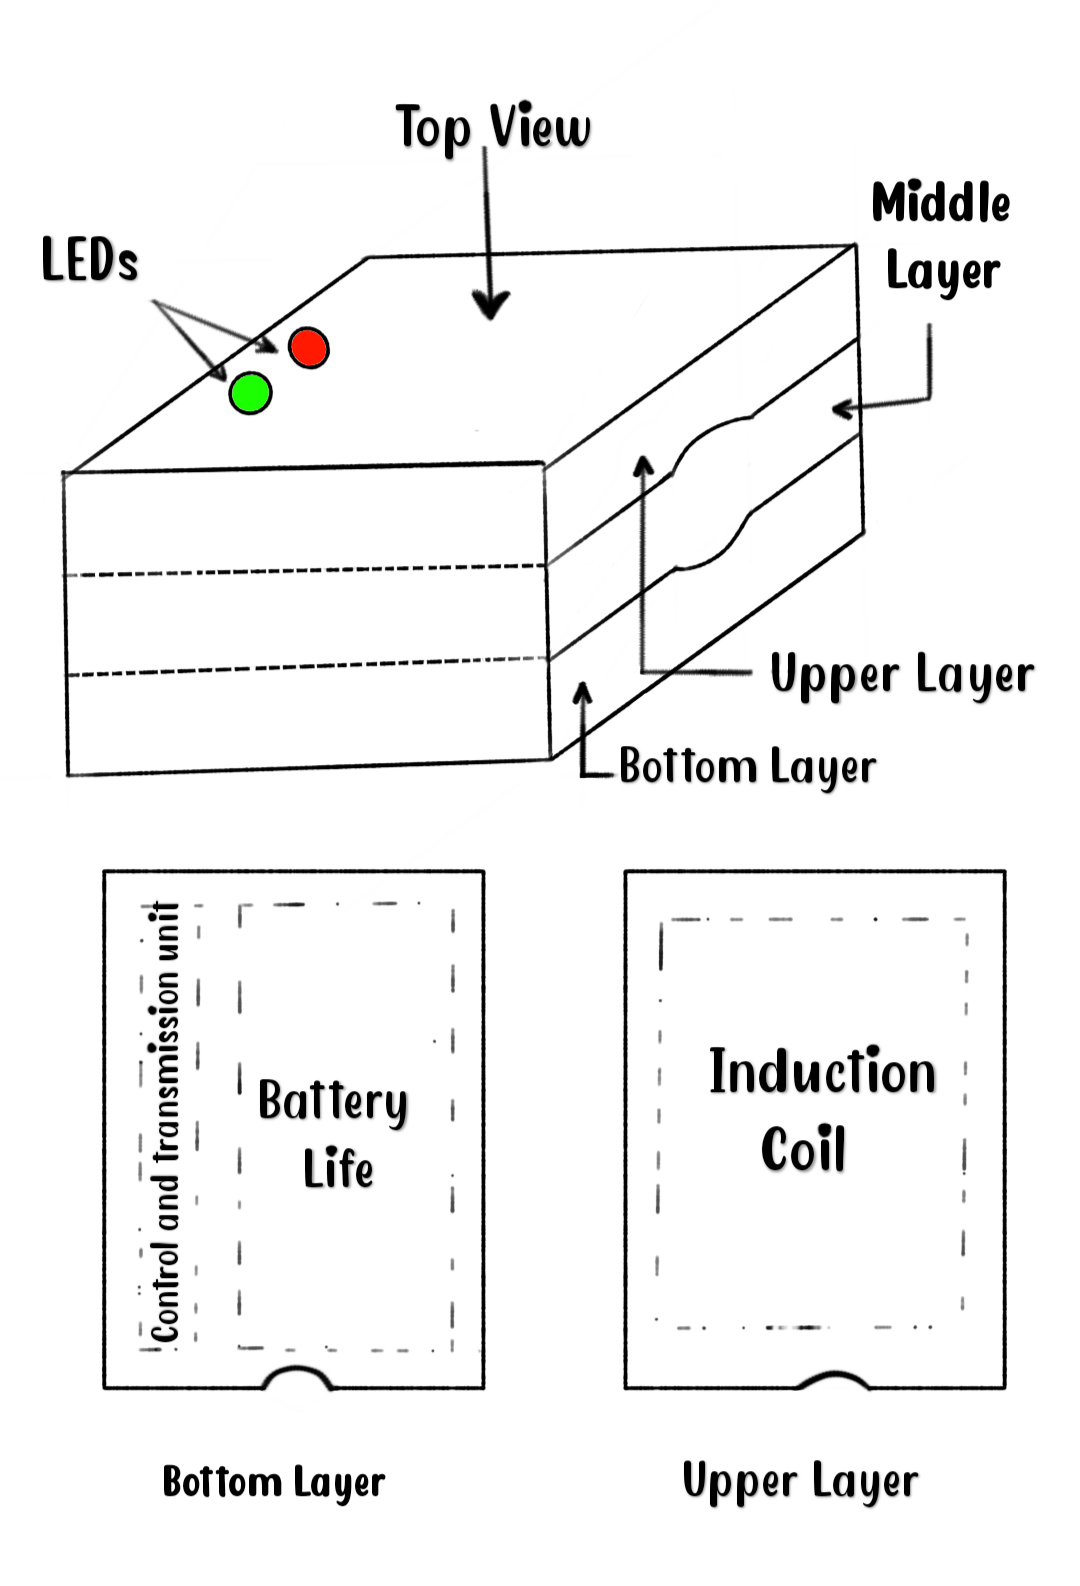 Top View
Middle
Layer
LEDs
Upper Layer
Bottom Layer
Control and transmission unit
Battery
Life
Induction
Coil
Bottom Layer
Upper Layer